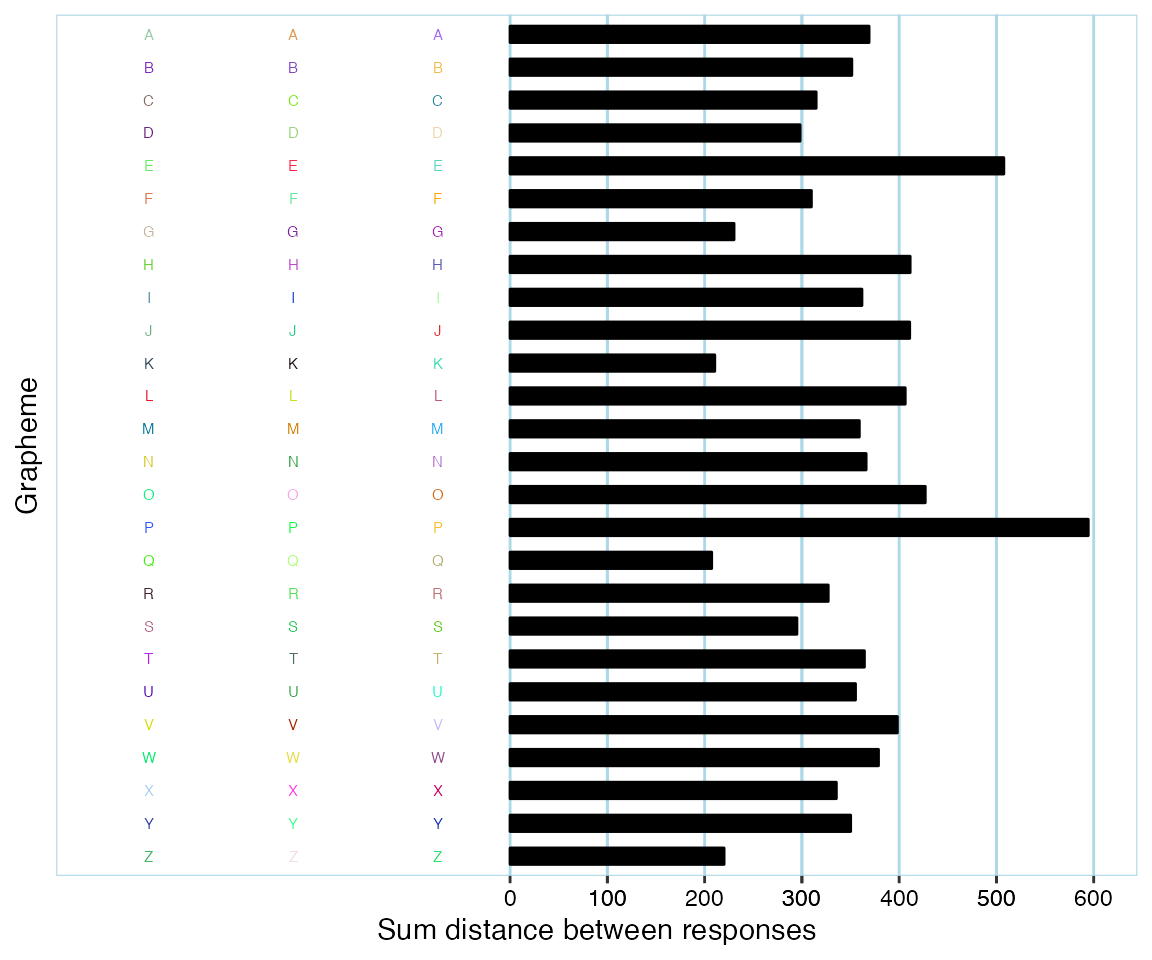 A A A
B B B
C C C
D D D
E E E
F F F
G G G
H H H
I I I
J J J
K K K
L L L
M M M
N N N
O O O
P P P
Q Q Q
R R R
S S S
T T T
U U U
V V V
W W W
X X X
Y Y Y
Z Z Z
Grapheme
0 100 200 300 400 500 600
Sum distance between responses